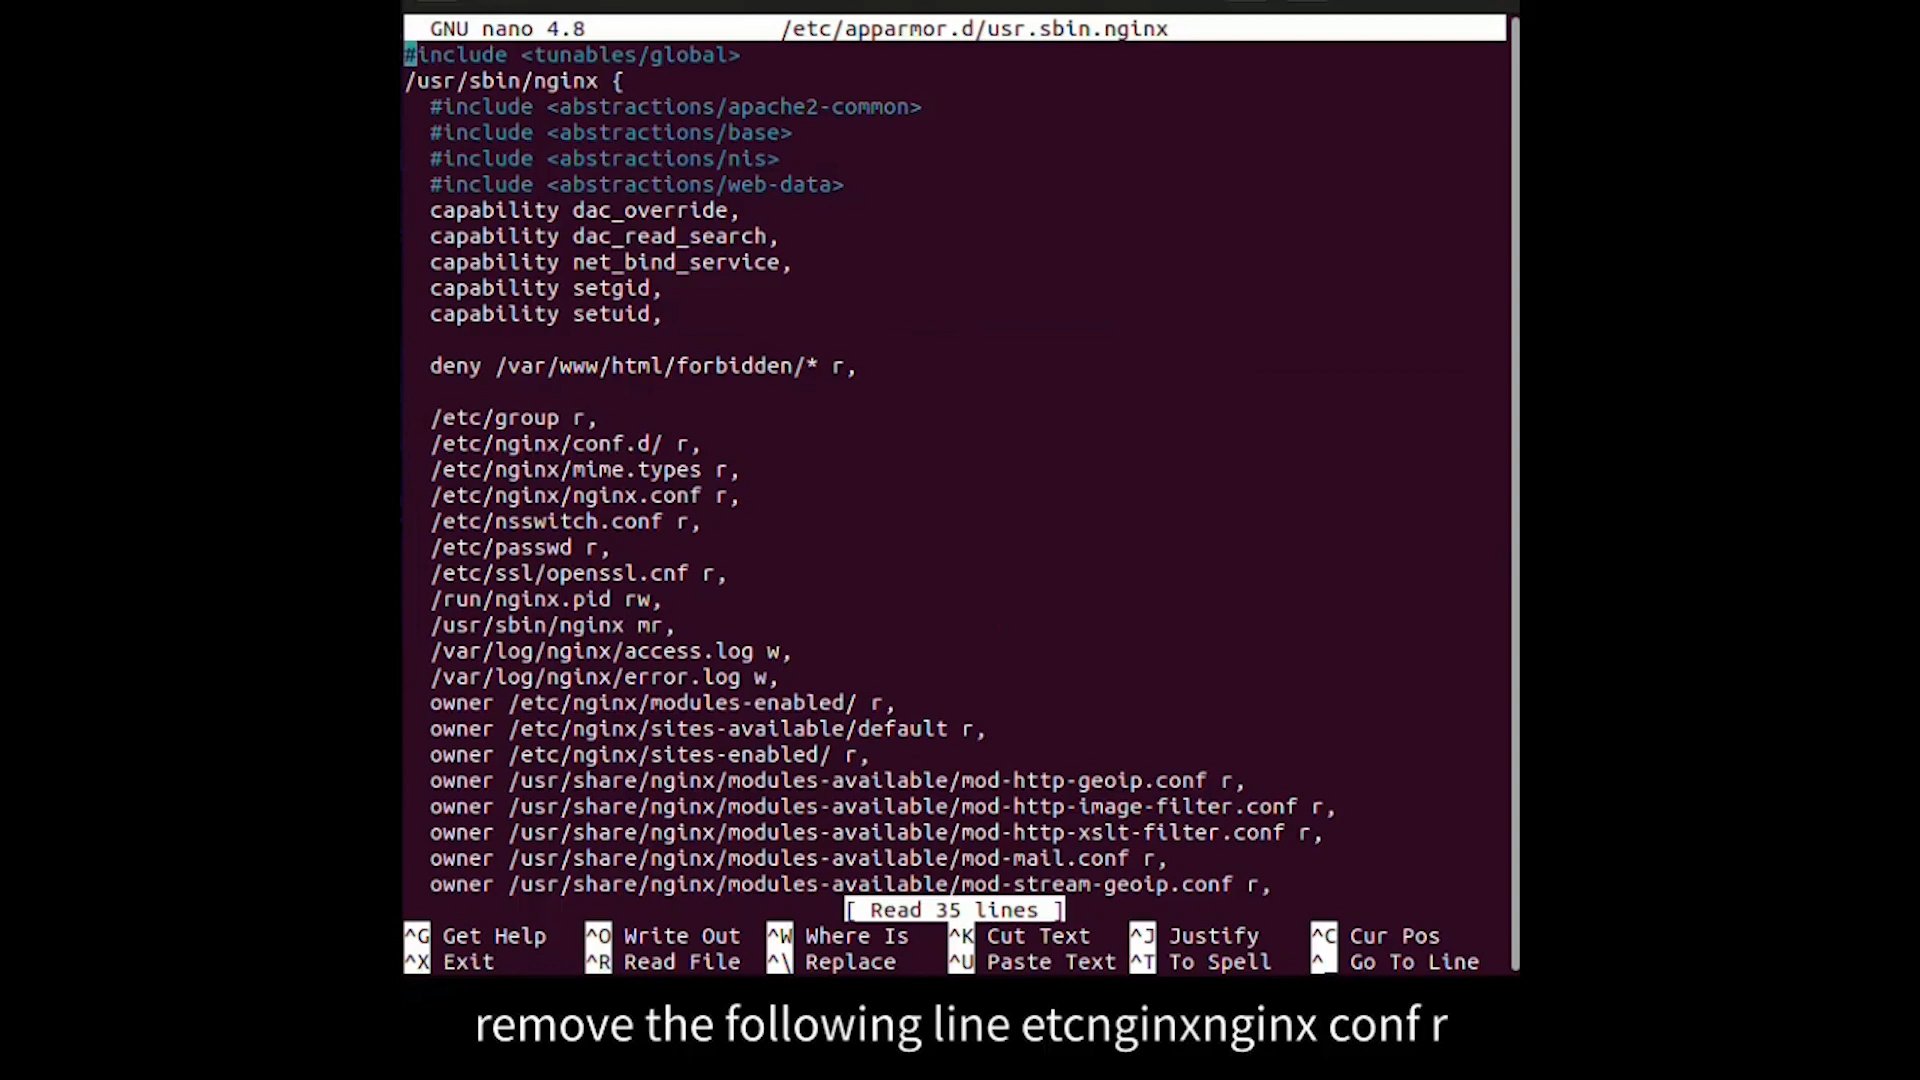 GNU nano 4.8 /etc/apparmor.d/usr.sbin.nginx
#include <tunables/global>
/usr/sbin/nginx {
#include <abstractions/apache2-common>
#include <abstractions/base>
#include <abstractions/nis>
#include <abstractions/web-data>
capability dac_override,
capability dac_read_search,
capability net_bind_service,
capability setgid,
capability setuid,
deny /var/www/html/forbidden/* r,
/etc/group r,
/etc/nginx/conf.d/ r,
/etc/nginx/mime.types r,
/etc/nginx/nginx.conf r,
/etc/nsswitch.conf r,
/etc/passwd r,
/etc/ssl/openssl.cnf r,
/run/nginx.pid rw,
/usr/sbin/nginx mr,
/var/log/nginx/access.log w,
/var/log/nginx/error.log w,
owner /etc/nginx/modules-enabled/ r,
owner /etc/nginx/sites-available/default r,
owner /etc/nginx/sites-enabled/ r,
owner /usr/share/nginx/modules-available/mod-http-geoip.conf r,
owner /usr/share/nginx/modules-available/mod-http-image-filter.conf r,
owner /usr/share/nginx/modules-available/mod-http-xslt-filter.conf r,
owner /usr/share/nginx/modules-available/mod-mail.conf r,
owner /usr/share/nginx/modules-available/mod-stream-geoip.conf r,
[ Read 35 lines ]
^G Get Help ^O Write Out ^W Where Is ^K Cut Text ^J Justify ^C Cur Pos
^X Exit ^R Read File ^\ Replace ^U Paste Text ^T To Spell ^_ Go To Line
remove the following line etcnginxnginx conf r